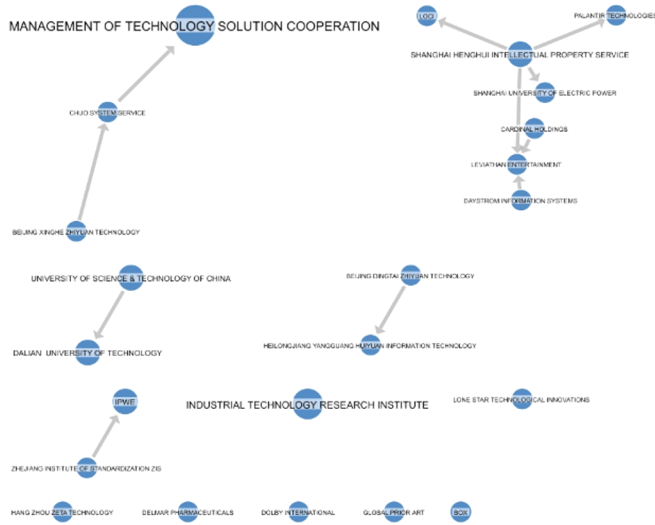 LOCI
PALANTIR TECHNOLOGIES
MANAGEMENT OF TECHNOLOGY SOLUTION COOPERATION
SHANGHAI HENGHUI INTELLECTUAL PROPERTY SERVICE
SHANGHAI UNIVERSITY OF ELECTRIC POWER
CHUO SYSTEM SERVICE
CARDINAL HOLDINGS
LEVIATHAN ENTERTAINMENT
DAYSTROM INFORMATION SYSTEMS
BEIJING XINGHE ZHIYUAN TECHNOLOGY
UNIVERSITY OF SCIENCE & TECHNOLOGY OF CHINA
BEIJING DINGTAI ZHIYUAN TECHNOLOGY
HEILONGJIANG YANGGUANG HUIYUAN INFORMATION TECHNOLOGY
DALIAN UNIVERSITY OF TECHNOLOGY
IPWE
INDUSTRIAL TECHNOLOGY RESEARCH INSTITUTE
LONE STAR TECHNOLOGICAL INNOVATIONS
ZHEJIANG INSTITUTE OF STANDARDIZATION ZIS
HANG ZHOU ZETA TECHNOLOGY
DELMAR PHARMACEUTICALS
DOLBY INTERNATIONAL
GLOBAL PRIOR ART
BOX